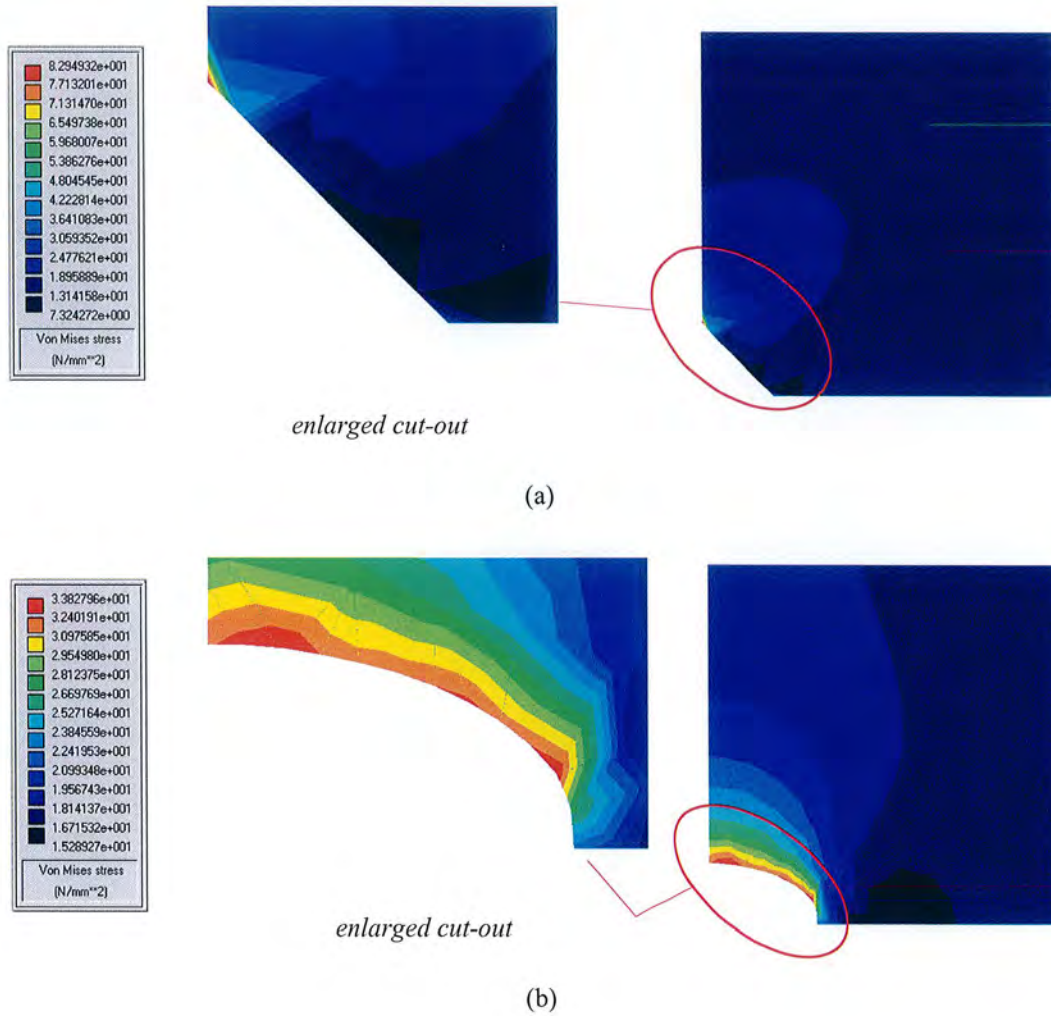 8.294932e+001
7.713201e+001
7.131470e+001
6.549738e+001
5.968007e+001
5.386276e+001
4.804545e+001
4.222814e+001
3.641083e+001
3.059352e+001
2.477621e+001
1.895889e+001
1.314158e+001
7.324272e+000
Von Mises stress
(N/mm**2)
enlarged cut-out
(a)
3.382796e+001
3.240191e+001
3.097585e+001
2.954980e+001
2.812375e+001
2.669769e+001
2.527164e+001
2.384559e+001
2.241953e+001
2.099348e+001
1.956743e+001
1.814137e+001
1.671532e+001
1.528927e+001
Von Mises stress
(N/mm**2)
enlarged cut-out
(b)